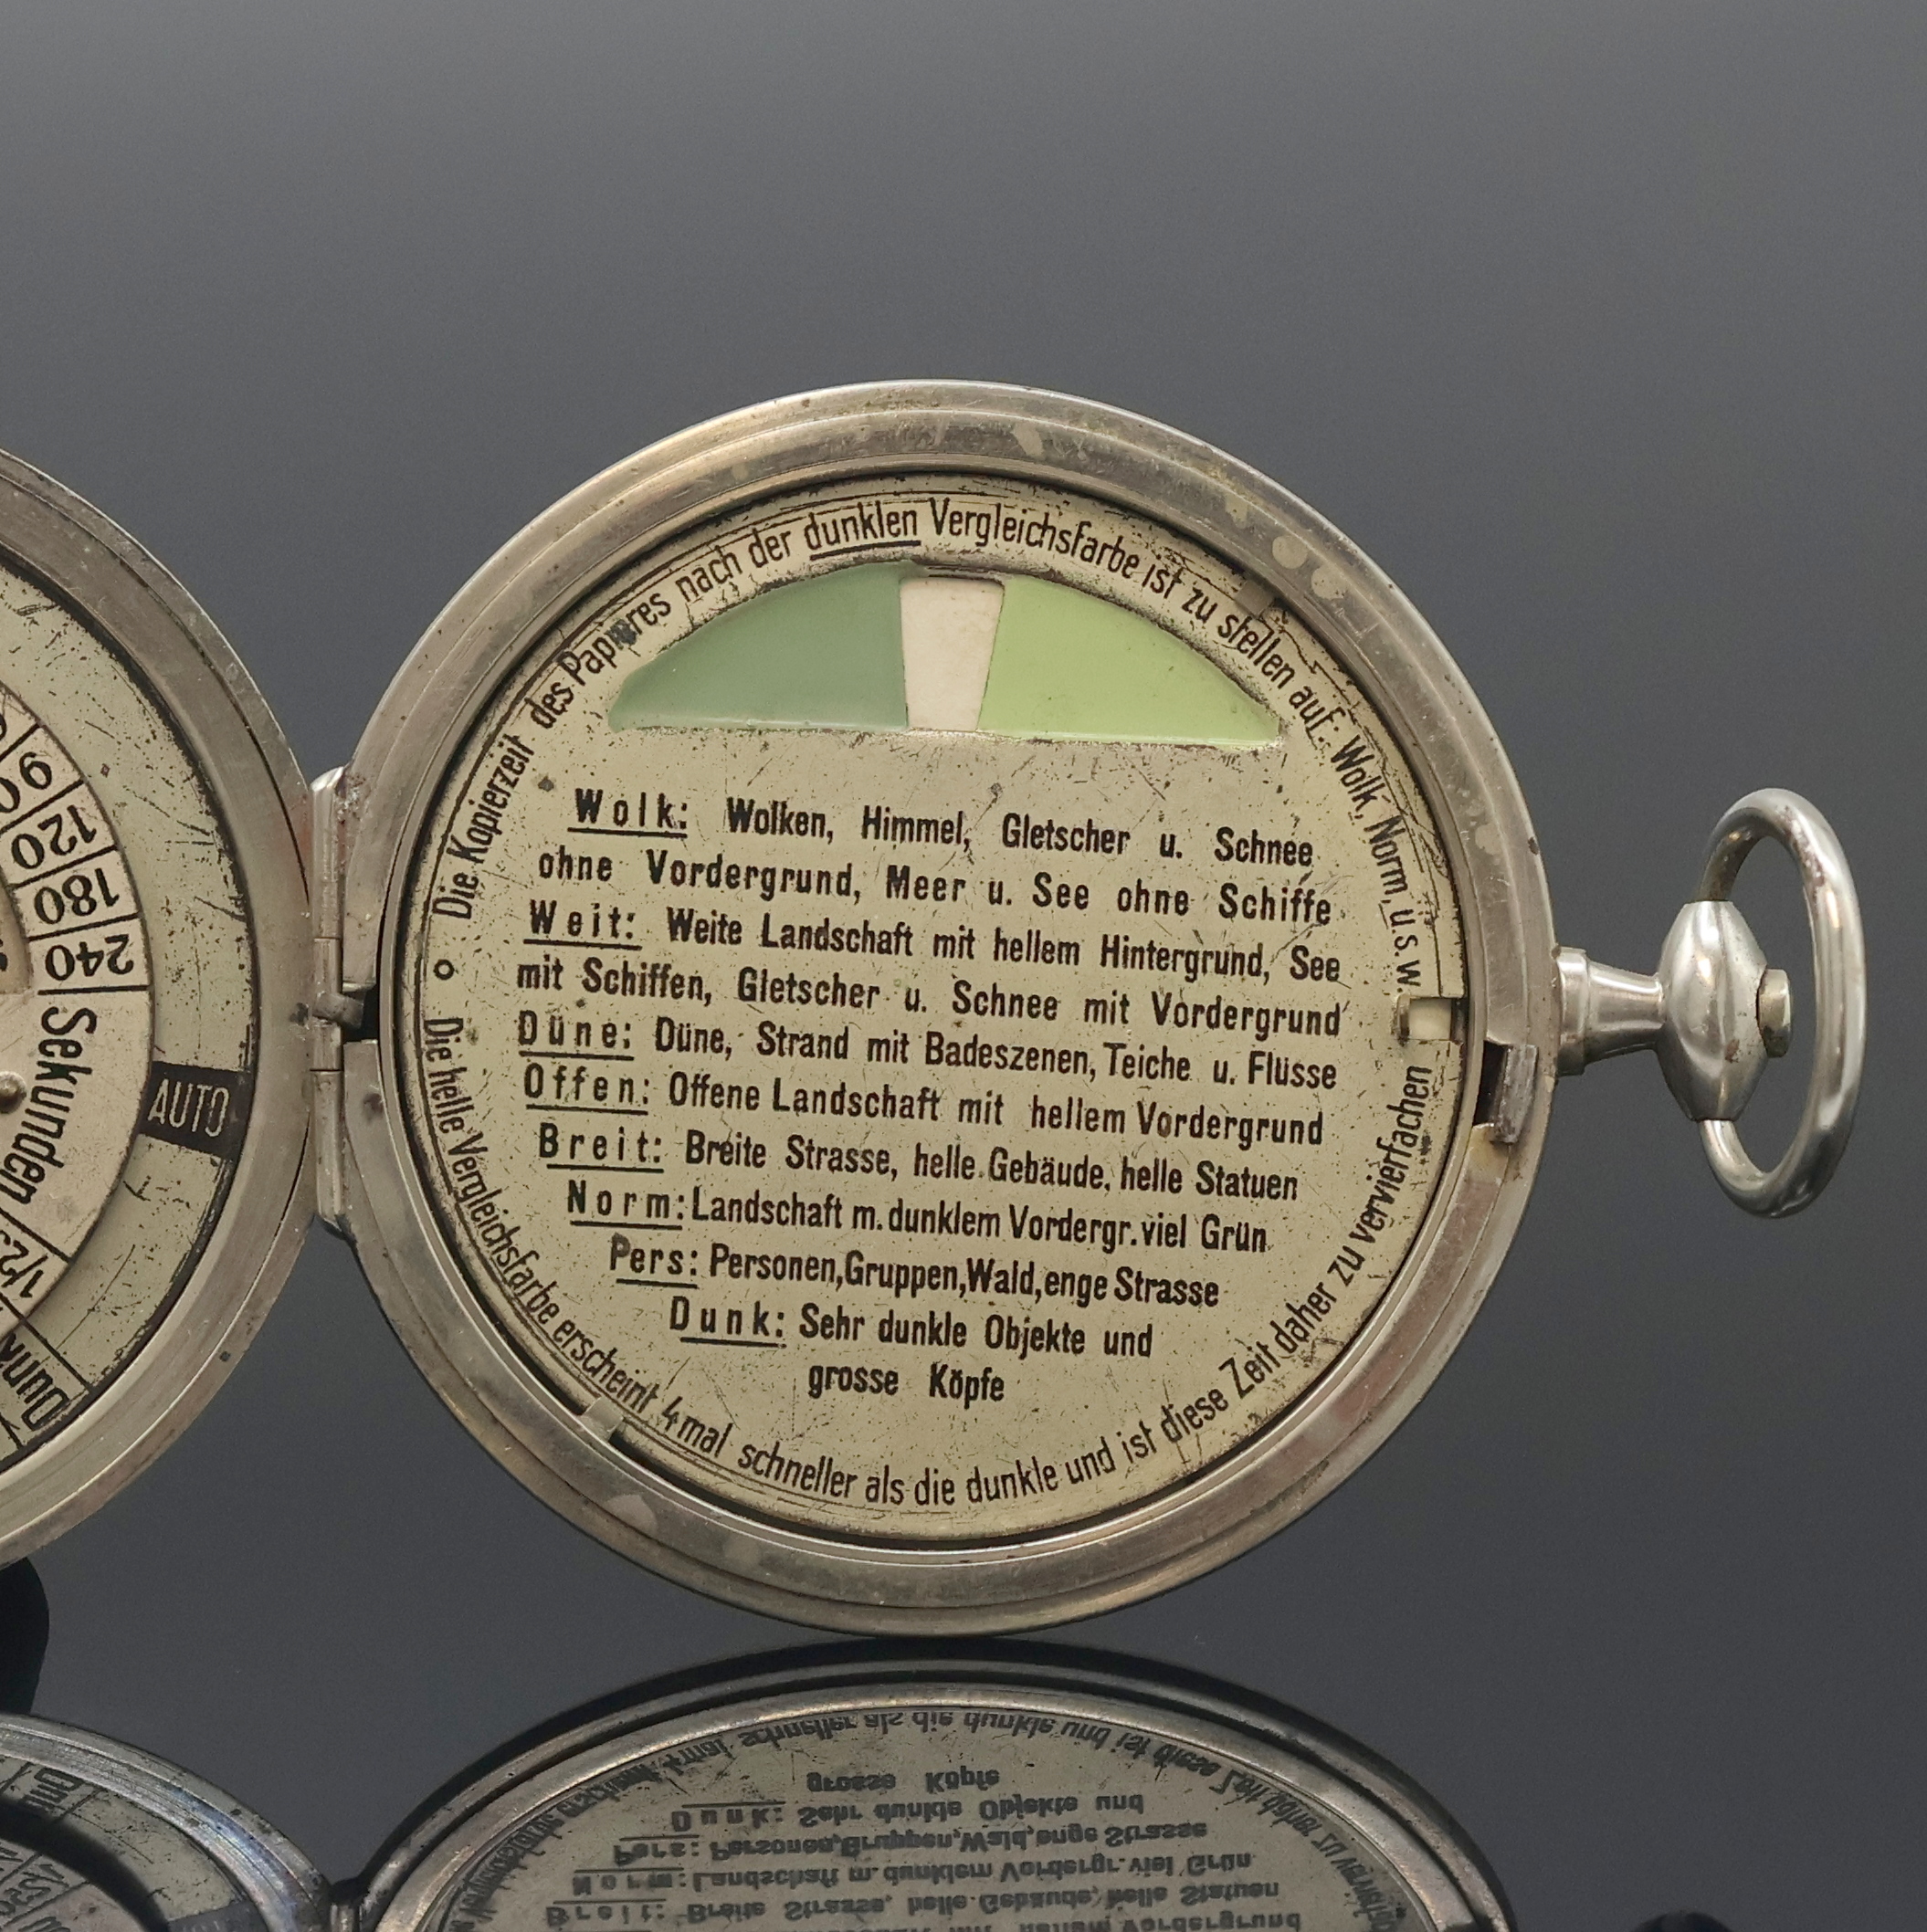 Die Kopierzeit des Papieres nach der dunklen Vergleichsfarbe ist zu stellen auf: Wolk, Norm, u.s.w.
Die helle Vergleichsfarbe erscheint 4mal schneller als die dunkle und ist diese Zeit daher zu vervierfachen
Wolk: Wolken, Himmel, Gletscher u. Schnee
ohne Vordergrund, Meer u. See ohne Schiffe
Weit: Weite Landschaft mit hellem Hintergrund, See
mit Schiffen, Gletscher u. Schnee mit Vordergrund
Düne: Düne, Strand mit Badeszenen, Teiche u. Flüsse
Offen: Offene Landschaft mit hellem Vordergrund
Breit: Breite Strasse, helle Gebäude, helle Statuen
Norm: Landschaft m. dunklem Vordergr. viel Grün
Pers: Personen, Gruppen, Wald, enge Strasse
Dunk: Sehr dunkle Objekte und
grosse Köpfe
90
120
180
240
Sekunden
AUTO